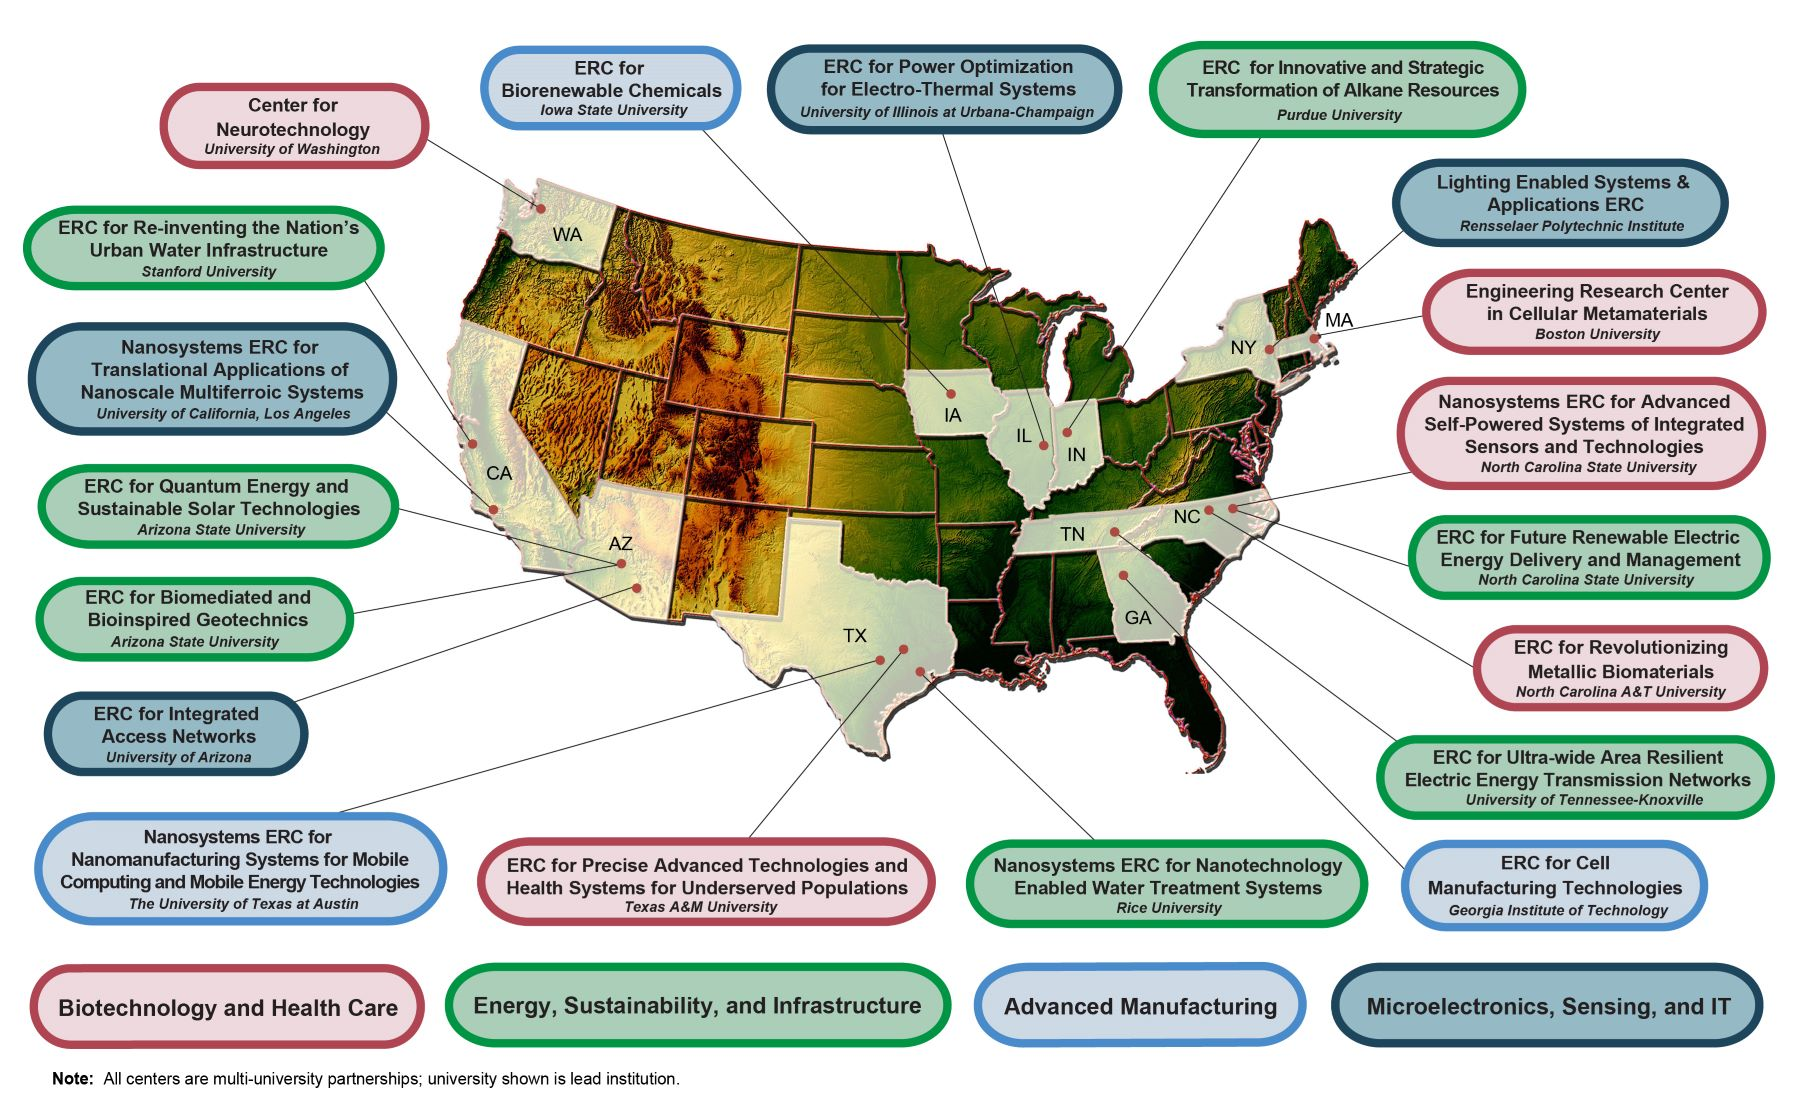 ERC for
Biorenewable Chemicals
Iowa State University
ERC for Power Optimization
for Electro-Thermal Systems
University of Illinois at Urbana-Champaign
ERC for Innovative and Strategic
Transformation of Alkane Resources
Purdue University
Center for
Neurotechnology
University of Washington
Lighting Enabled Systems &
Applications ERC
Rensselaer Polytechnic Institute
ERC for Re-inventing the Nation's
Urban Water Infrastructure
Stanford University
Engineering Research Center
in Cellular Metamaterials
Boston University
Nanosystems ERC for
Translational Applications of
Nanoscale Multiferroic Systems
University of California, Los Angeles
Nanosystems ERC for Advanced
Self-Powered Systems of Integrated
Sensors and Technologies
North Carolina State University
ERC for Quantum Energy and
Sustainable Solar Technologies
Arizona State University
ERC for Future Renewable Electric
Energy Delivery and Management
North Carolina State University
ERC for Biomediated and
Bioinspired Geotechnics
Arizona State University
ERC for Revolutionizing
Metallic Biomaterials
North Carolina A&T University
ERC for Integrated
Access Networks
University of Arizona
ERC for Ultra-wide Area Resilient
Electric Energy Transmission Networks
University of Tennessee-Knoxville
WA
MA
NY
IA
IL
IN
CA
NC
TN
AZ
GA
TX
Nanosystems ERC for
Nanomanufacturing Systems for Mobile
Computing and Mobile Energy Technologies
The University of Texas at Austin
ERC for Precise Advanced Technologies and
Health Systems for Underserved Populations
Texas A&M University
Nanosystems ERC for Nanotechnology
Enabled Water Treatment Systems
Rice University
ERC for Cell
Manufacturing Technologies
Georgia Institute of Technology
Biotechnology and Health Care
Energy, Sustainability, and Infrastructure
Advanced Manufacturing
Microelectronics, Sensing, and IT
Note: All centers are multi-university partnerships; university shown is lead institution.